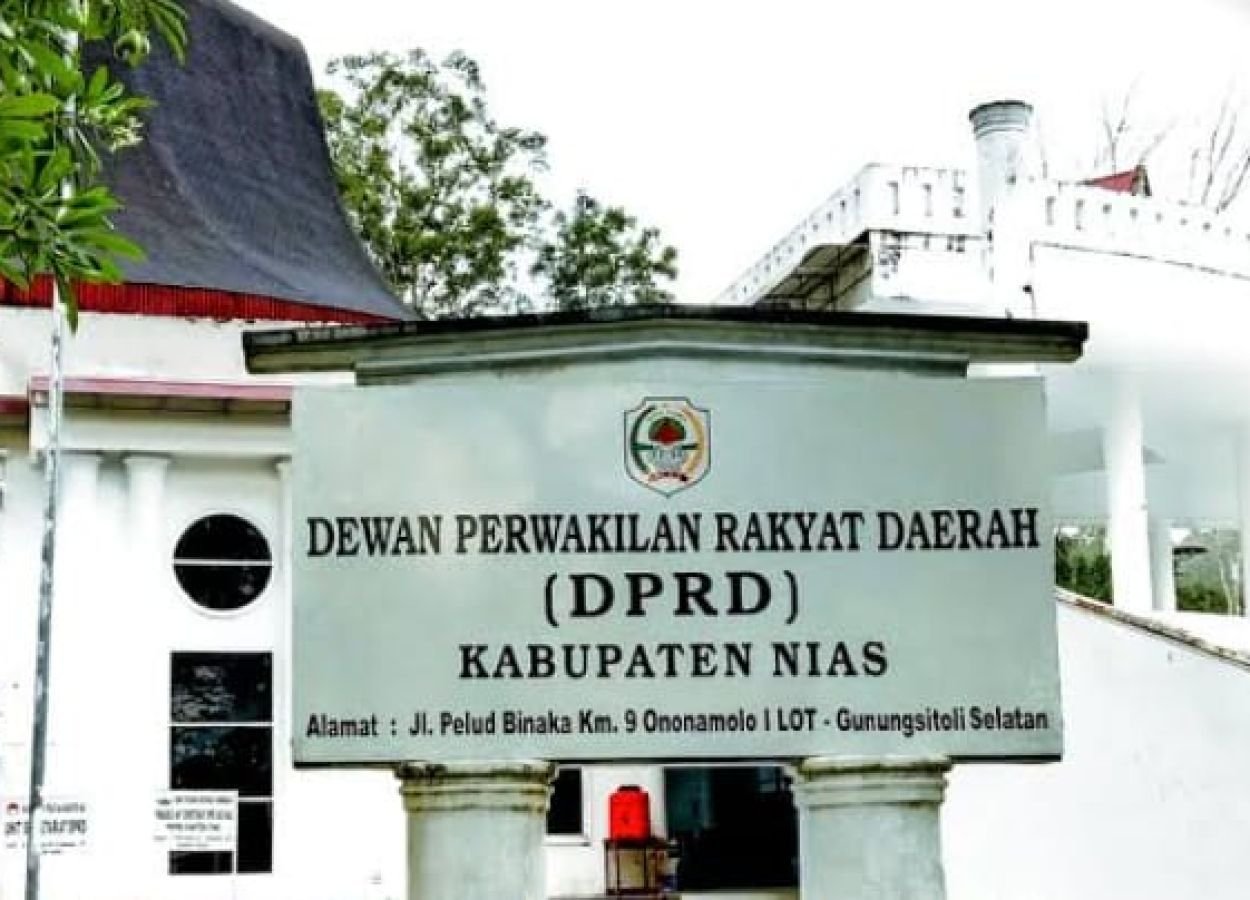 DEWAN PERWAKILAN RAKYAT DAERAH
(DPRD)
KABUPATEN NIAS
Alamat : Jl. Pelud Binaka Km. 9 Ononamolo I LOT - Gunungsitoli Selatan